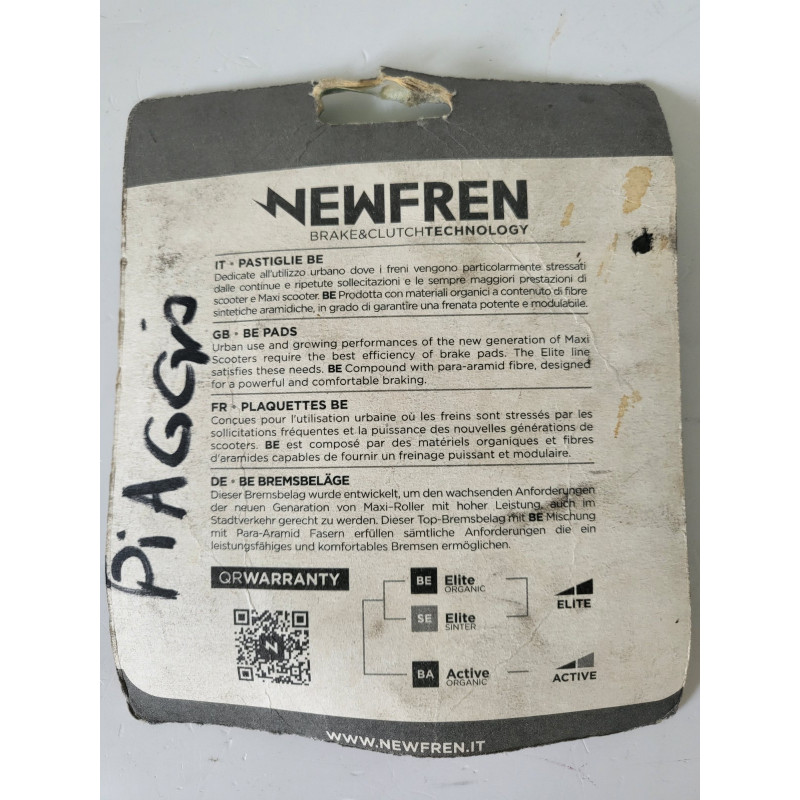 NEWFREN
BRAKE&CLUTCHTECHNOLOGY
IT • PASTIGLIE BE
Dedicate all'utilizzo urbano dove i freni vengono particolarmente stressati
dalle continue e ripetute sollecitazioni e le sempre maggiori prestazioni di
scooter e Maxi scooter. BE Prodotta con materiali organici a contenuto di fibre
sintetiche aramidiche, in grado di garantire una frenata potente e modulabile.
GB • BE PADS
Urban use and growing performances of the new generation of Maxi
Scooters require the best efficiency of brake pads. The Elite line
satisfies these needs. BE Compound with para-aramid fibre, designed
for a powerful and comfortable braking.
FR • PLAQUETTES BE
Conçues pour l'utilisation urbaine où les freins sont stressés par les
sollicitations fréquentes et la puissance des nouvelles générations de
scooters. BE est composé par des matériels organiques et fibres
d'aramides capables de fournir un freinage puissant et modulaire.
DE • BE BREMSBELÄGE
Dieser Bremsbelag wurde entwickelt, um den wachsenden Anforderungen
der neuen Genaration von Maxi-Roller mit hoher Leistung, auch im
Stadtverkehr gerecht zu werden. Dieser Top-Bremsbelag mit BE Mischung
mit Para-Aramid Fasern erfüllen sämtliche Anforderungen die ein
leistungsfähiges und komfortables Bremsen ermöglichen.
PiAGGio
QRWARRANTY
BE Elite
ORGANIC
ELITE
SE Elite
SINTER
BA Active
ORGANIC
ACTIVE
WWW.NEWFREN.IT